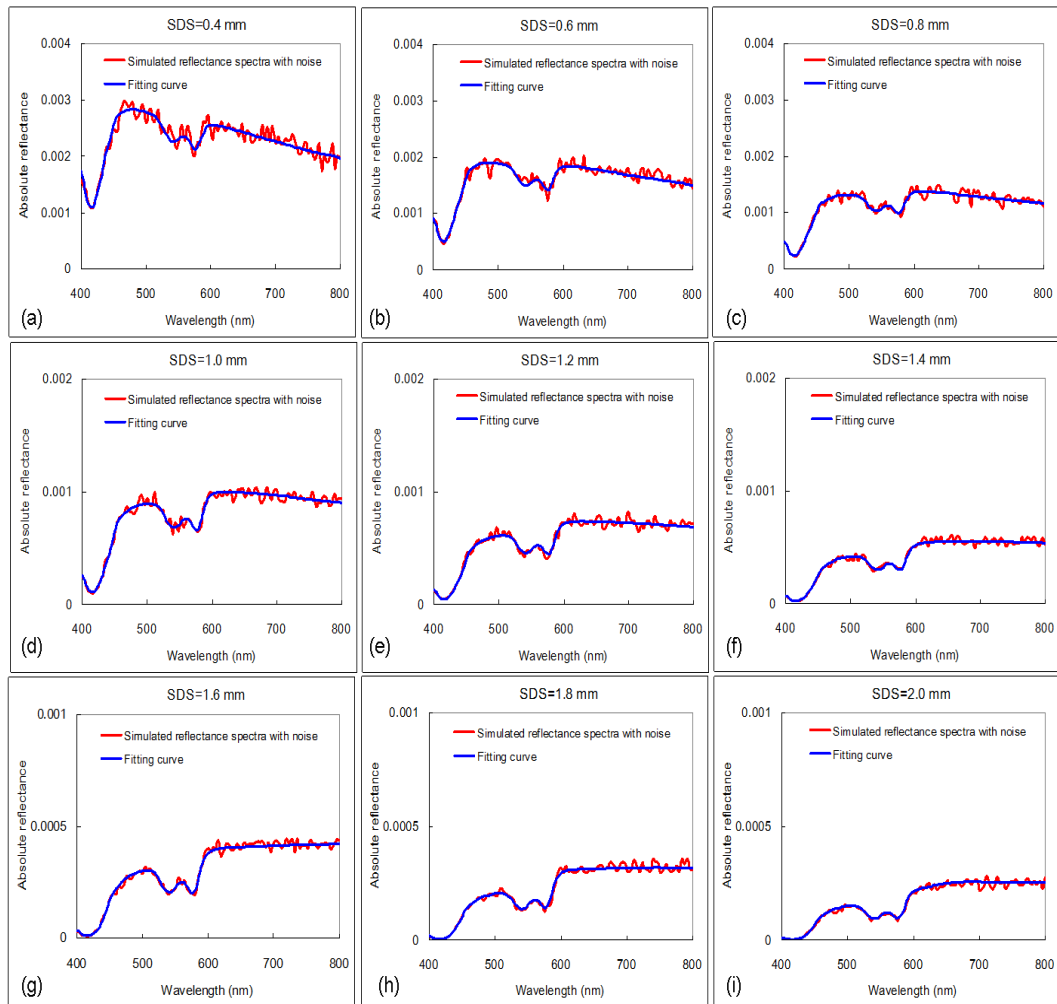 SDS=0.4 mm
0.004
0.003
0.002
0.001
0
Absolute reflectance
Simulated reflectance spectra with noise
Fitting curve
400 500 600 700 800
Wavelength (nm)
(a)
SDS=0.6 mm
0.004
0.003
0.002
0.001
0
Absolute reflectance
Simulated reflectance spectra with noise
Fitting curve
400 500 600 700 800
Wavelength (nm)
(b)
SDS=0.8 mm
0.004
0.003
0.002
0.001
0
Absolute reflectance
Simulated reflectance spectra with noise
Fitting curve
400 500 600 700 800
Wavelength (nm)
(c)
SDS=1.0 mm
0.002
0.001
0
Absolute reflectance
Simulated reflectance spectra with noise
Fitting curve
400 500 600 700 800
Wavelength (nm)
(d)
SDS=1.2 mm
0.002
0.001
0
Absolute reflectance
Simulated reflectance spectra with noise
Fitting curve
400 500 600 700 800
Wavelength (nm)
(e)
SDS=1.4 mm
0.002
0.001
0
Absolute reflectance
Simulated reflectance spectra with noise
Fitting curve
400 500 600 700 800
Wavelength (nm)
(f)
SDS=1.6 mm
0.001
0.0005
0
Absolute reflectance
Simulated reflectance spectra with noise
Fitting curve
400 500 600 700 800
Wavelength (nm)
(g)
SDS=1.8 mm
0.001
0.0005
0
Absolute reflectance
Simulated reflectance spectra with noise
Fitting curve
400 500 600 700 800
Wavelength (nm)
(h)
SDS=2.0 mm
0.001
0.0005
0
Absolute reflectance
Simulated reflectance spectra with noise
Fitting curve
400 500 600 700 800
Wavelength (nm)
(i)